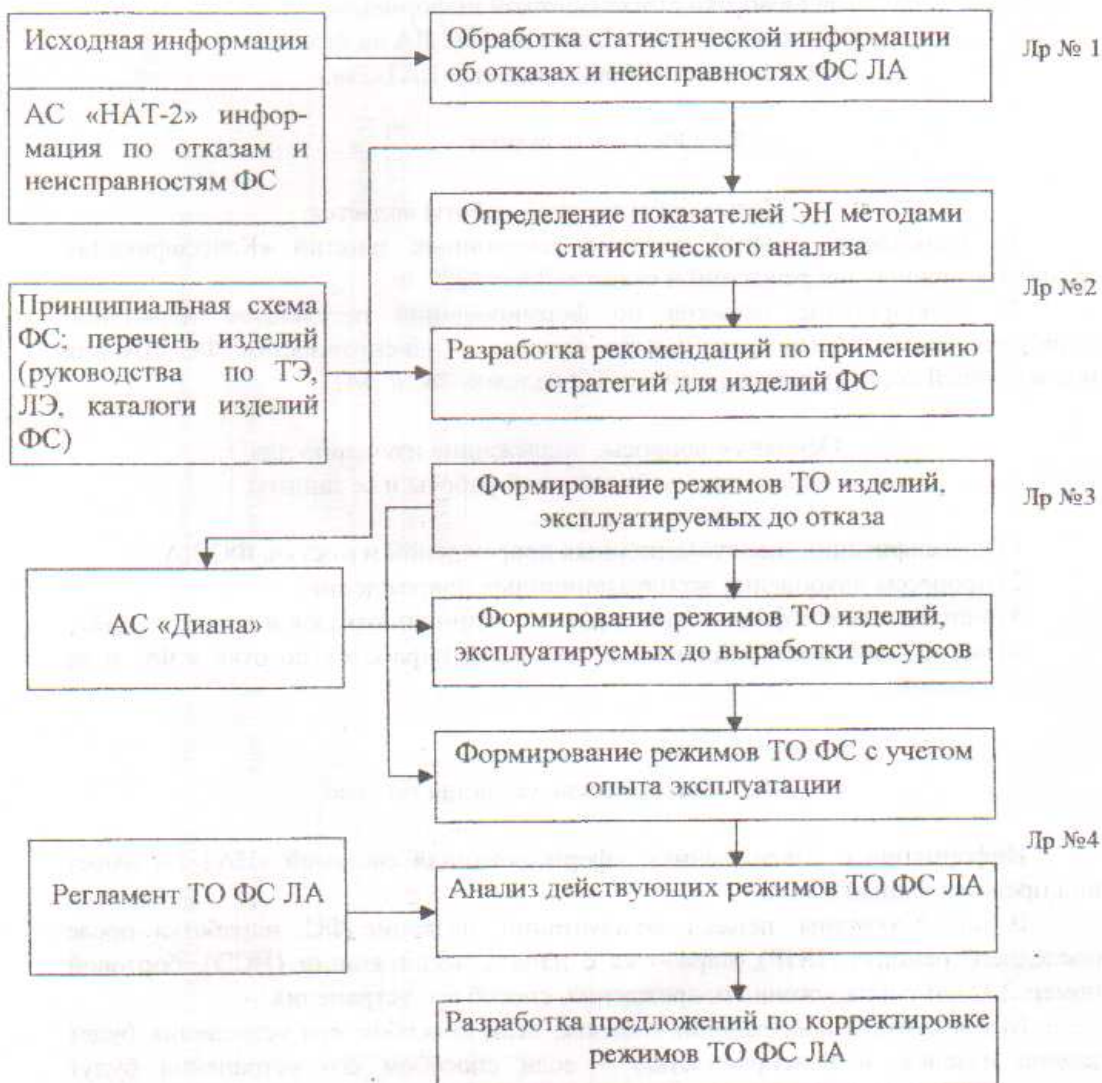 Исходная информация
АС «НАТ-2» инфор-
мация по отказам и
неисправностям ФС
Обработка статистической информации
об отказах и неисправностях ФС ЛА
Лр № 1
Определение показателей ЭН методами
статистического анализа
Лр №2
Принципиальная схема
ФС; перечень изделий
(руководства по ТЭ,
ЛЭ, каталоги изделий
ФС)
Разработка рекомендаций по применению
стратегий для изделий ФС
Формирование режимов ТО изделий,
эксплуатируемых до отказа
Лр №3
АС «Диана»
Формирование режимов ТО изделий,
эксплуатируемых до выработки ресурсов
Формирование режимов ТО ФС с учетом
опыта эксплуатации
Лр №4
Регламент ТО ФС ЛА
Анализ действующих режимов ТО ФС ЛА
Разработка предложений по корректировке
режимов ТО ФС ЛА